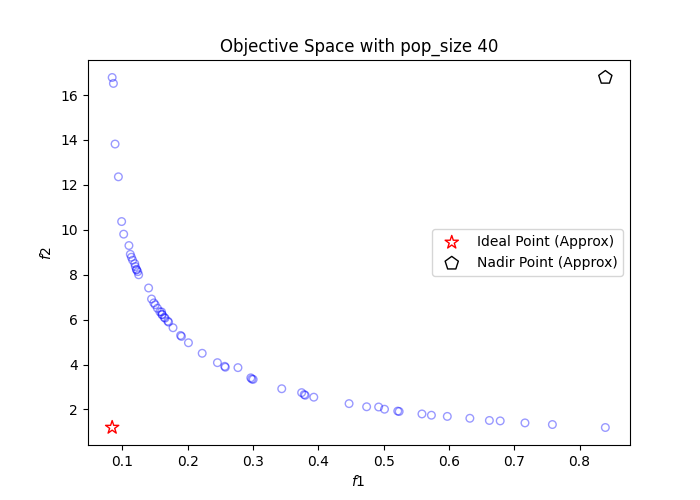 Objective Space with pop_size 40
16
14
12
10
8
6
4
2
f2
Ideal Point (Approx)
Nadir Point (Approx)
0.1 0.2 0.3 0.4 0.5 0.6 0.7 0.8
f1